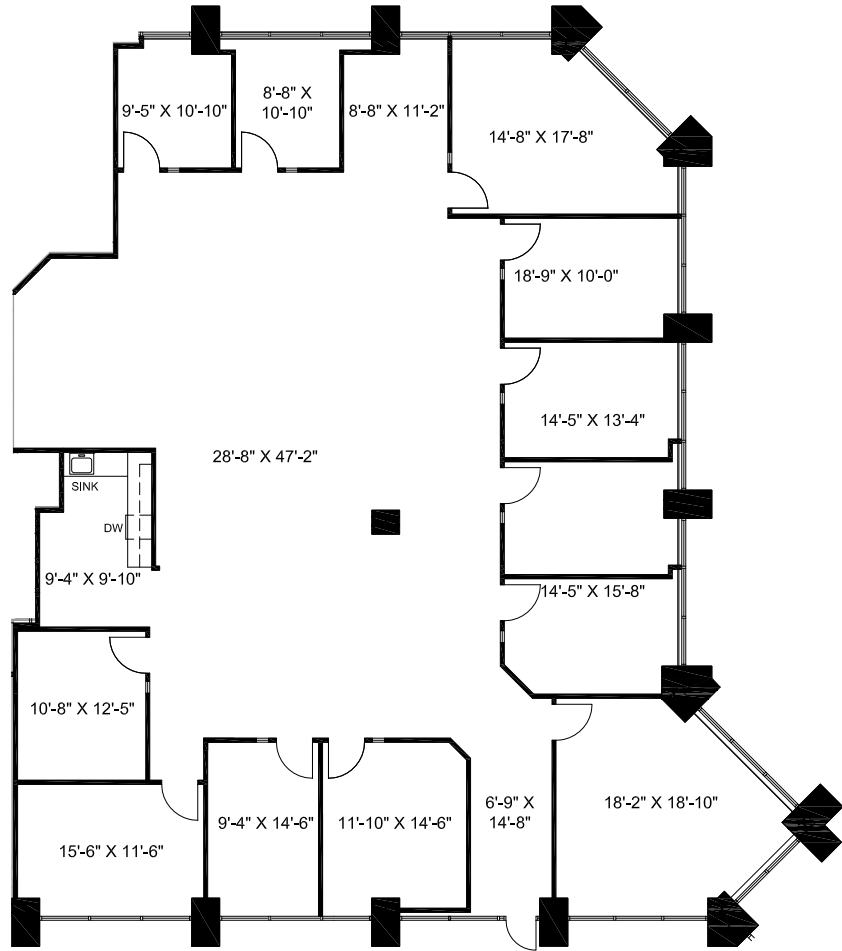 9'-5" X 10'-10"
8'-8" X
10'-10"
8'-8" X 11'-2"
14'-8" X 17'-8"
18'-9" X 10'-0"
14'-5" X 13'-4"
28'-8" X 47'-2"
SINK
DW
9'-4" X 9'-10"
14'-5" X 15'-8"
10'-8" X 12'-5"
6'-9" X
14'-8"
18'-2" X 18'-10"
9'-4" X 14'-6"
11'-10" X 14'-6"
15'-6" X 11'-6"